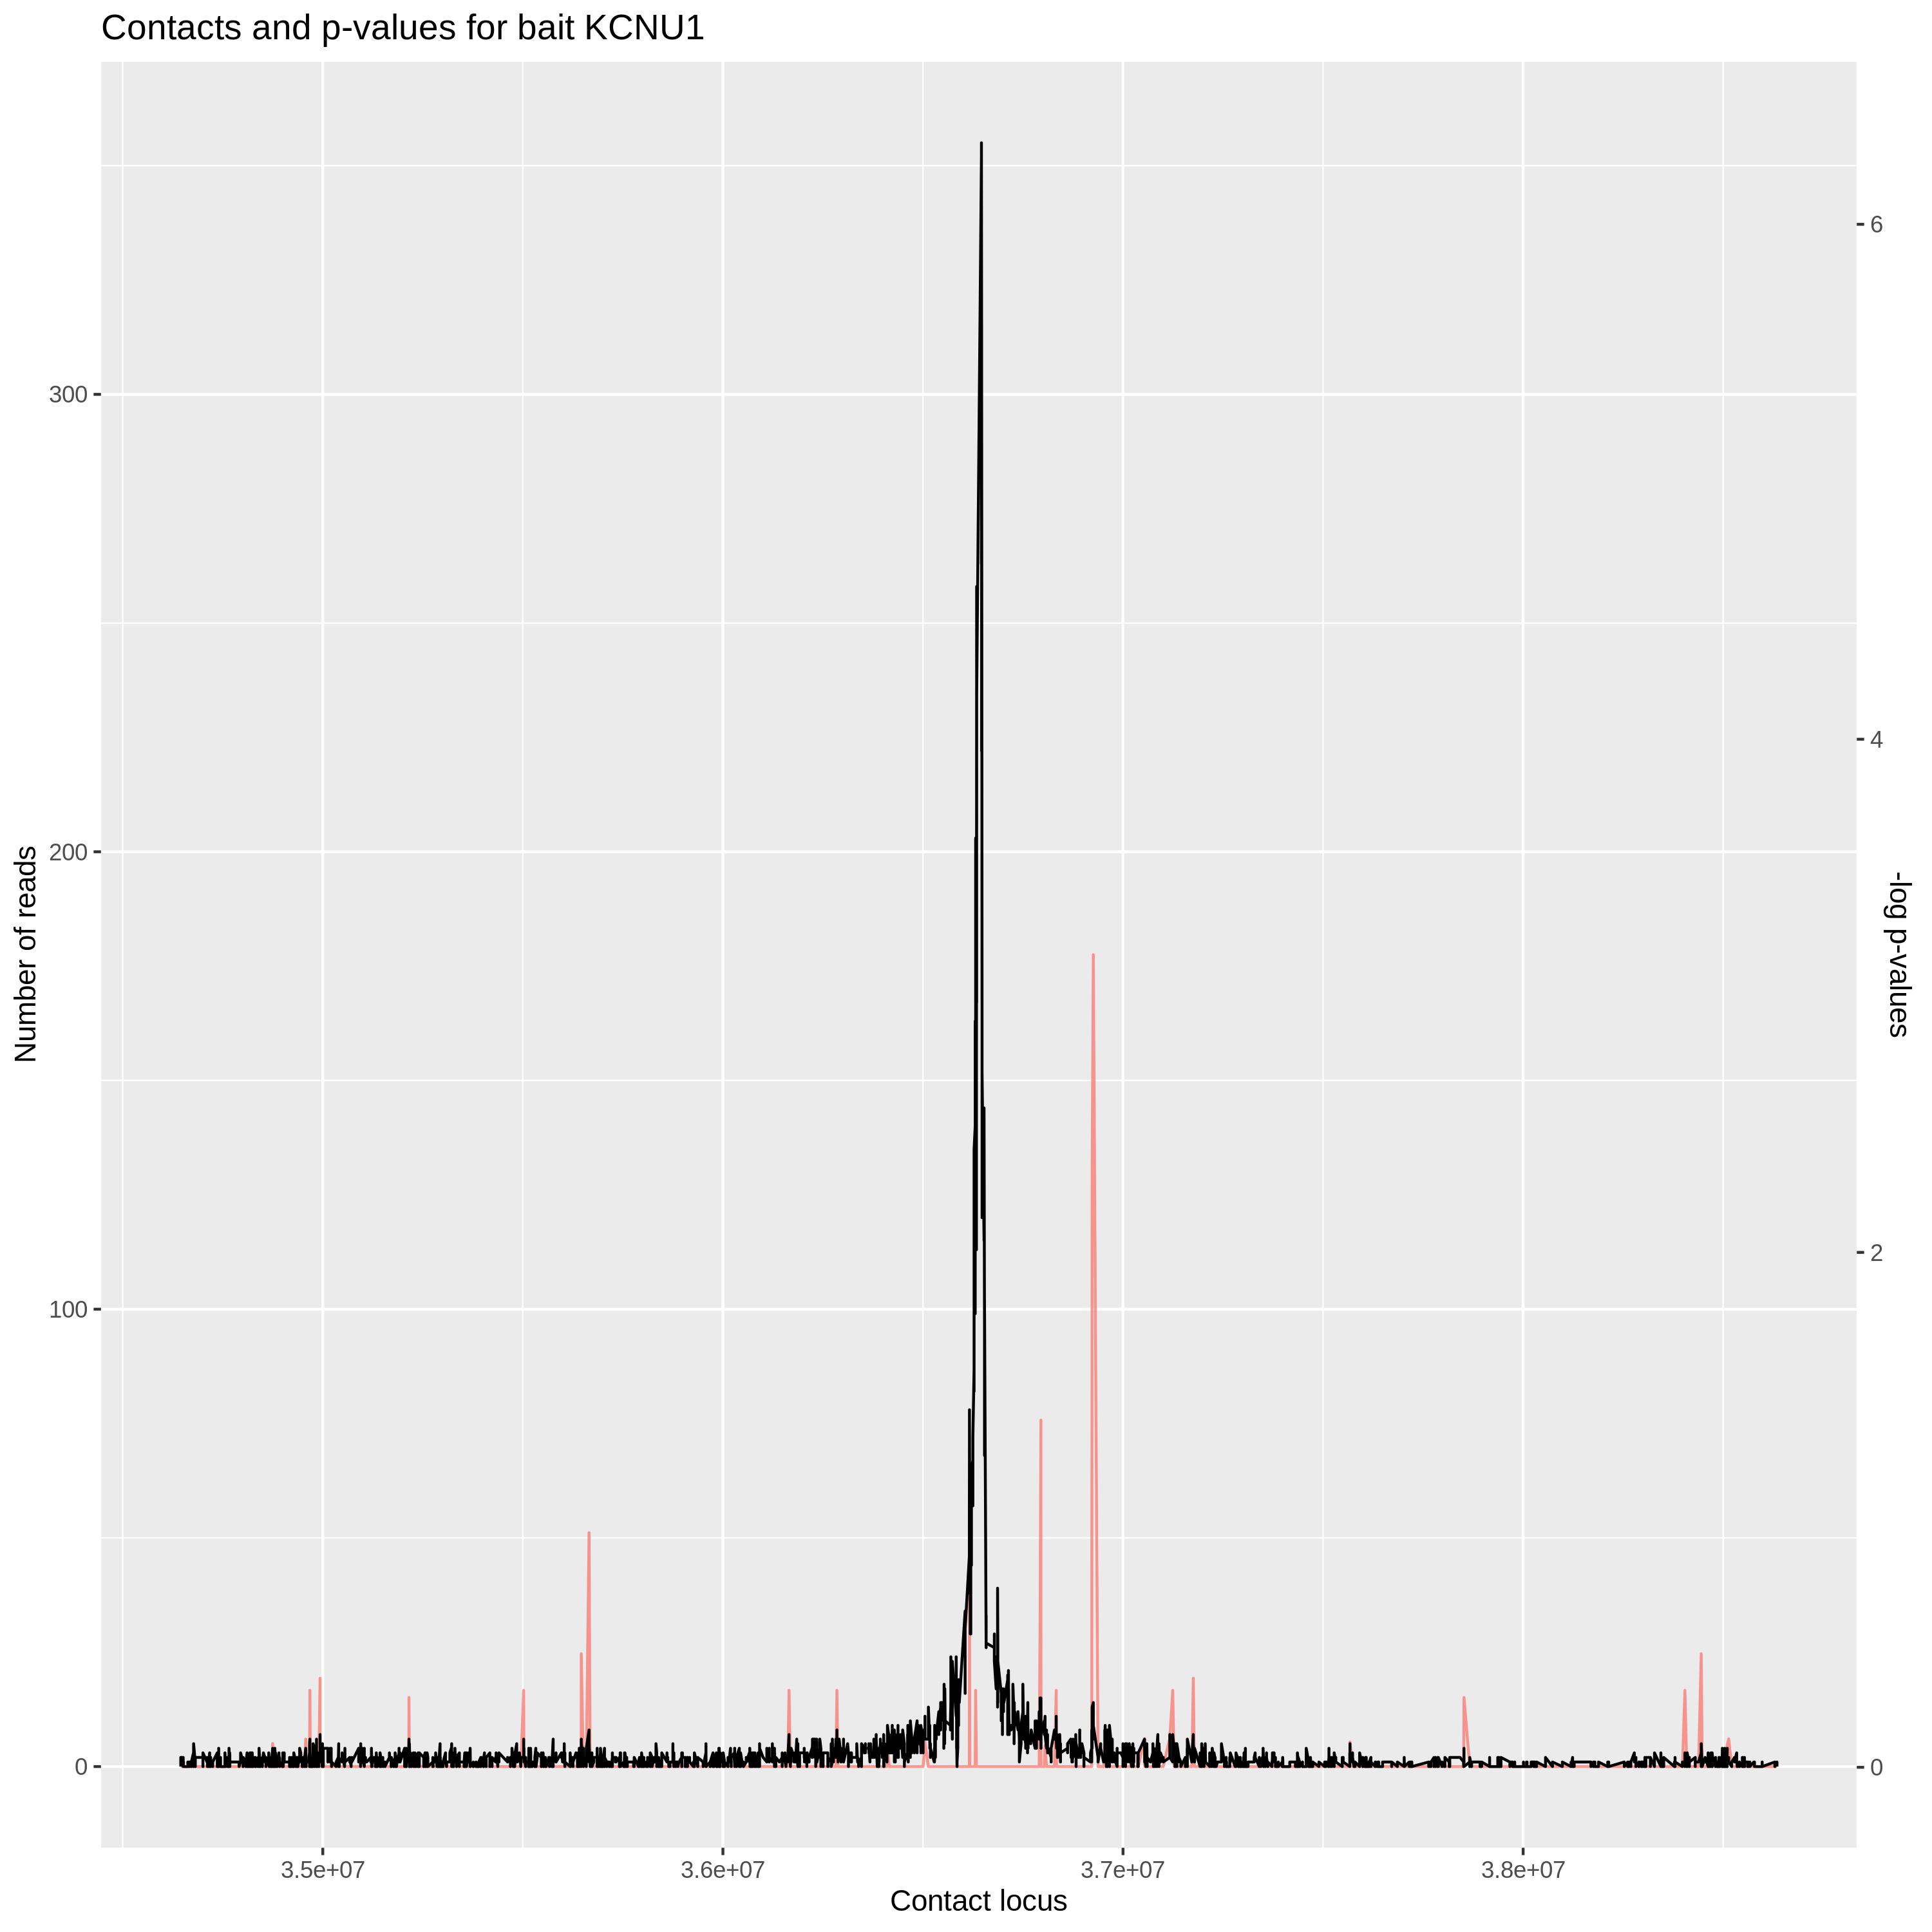 Contacts and p-values for bait KCNU1
Number of reads
300
200
100
0
6
4
2
0
-log p-values
3.5e+07
3.6e+07
3.7e+07
3.8e+07
Contact locus